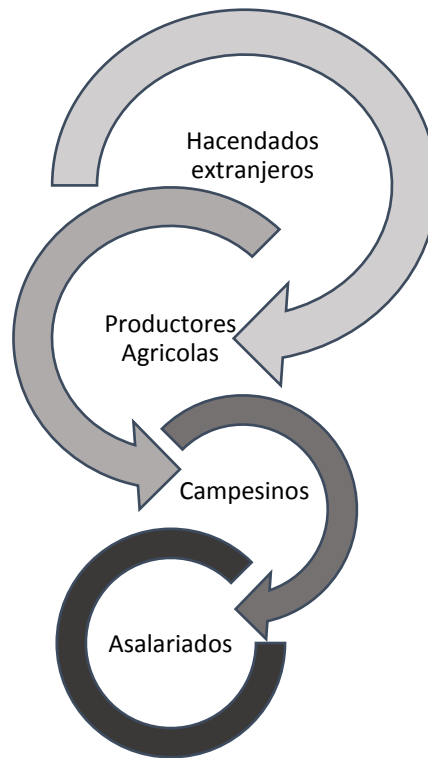 Hacendados
extranjeros
Productores
Agricolas
Campesinos
Asalariados